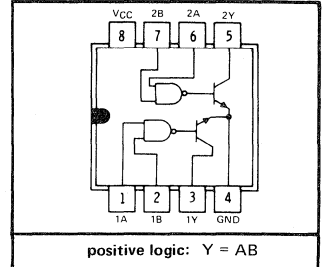 VCC 2B 2A 2Y
8 7 6 5
1 2 3 4
1A 1B 1Y GND
positive logic: Y = AB